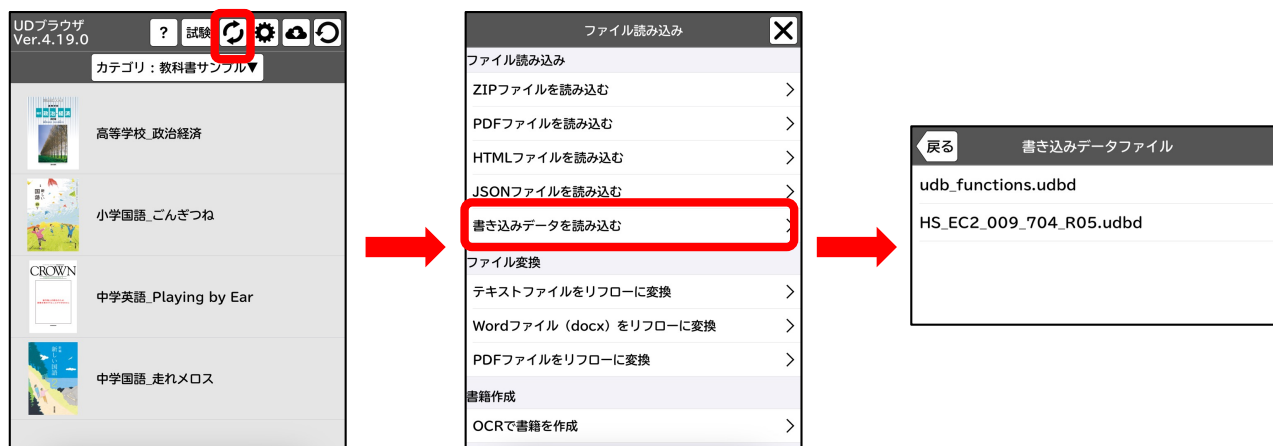 UDブラウザ
Ver.4.19.0
? 試験
カテゴリ：教科書サンプル▼
高等学校_政治経済
小学国語_ごんぎつね
CROWN
中学英語_Playing by Ear
中学国語_走れメロス
ファイル読み込み
ファイル読み込み
ZIPファイルを読み込む
PDFファイルを読み込む
HTMLファイルを読み込む
JSONファイルを読み込む
書き込みデータを読み込む
ファイル変換
テキストファイルをリフローに変換
Wordファイル（docx）をリフローに変換
PDFファイルをリフローに変換
書籍作成
OCRで書籍を作成
戻る 書き込みデータファイル
udb_functions.udbd
HS_EC2_009_704_R05.udbd